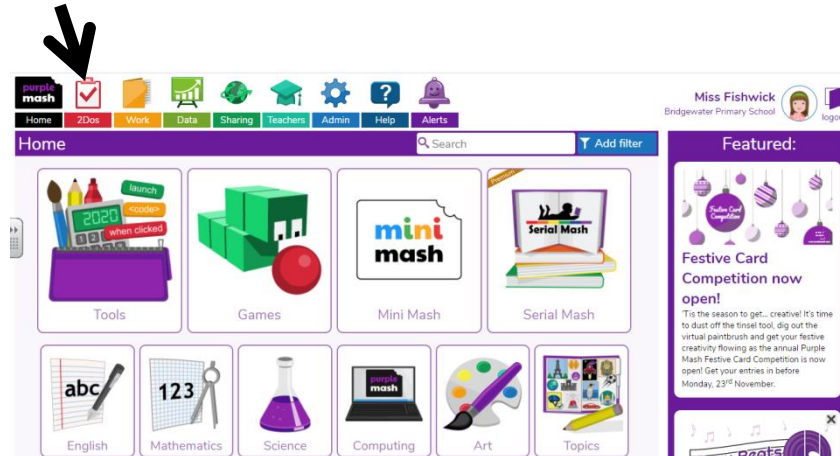 purple
mash
Home 2Dos Work Data Sharing Teachers Admin Help Alerts
Miss Fishwick
Bridgewater Primary School
logou
Home
Search
Add filter
Featured:
launch
<code>
when clicked
2020
Tools
Games
mini
mash
Mini Mash
Premium
Serial Mash
Serial Mash
Festive Card
Competition
Festive Card
Competition now
open!
'Tis the season to get... creative! It's time
to dust off the tinsel tool, dig out the
virtual paintbrush and get your festive
creativity flowing as the annual Purple
Mash Festive Card Competition is now
open! Get your entries in before
Monday, 23rd November.
abc
English
123
Mathematics
Science
purple
mash
Computing
Art
Topics
Beats